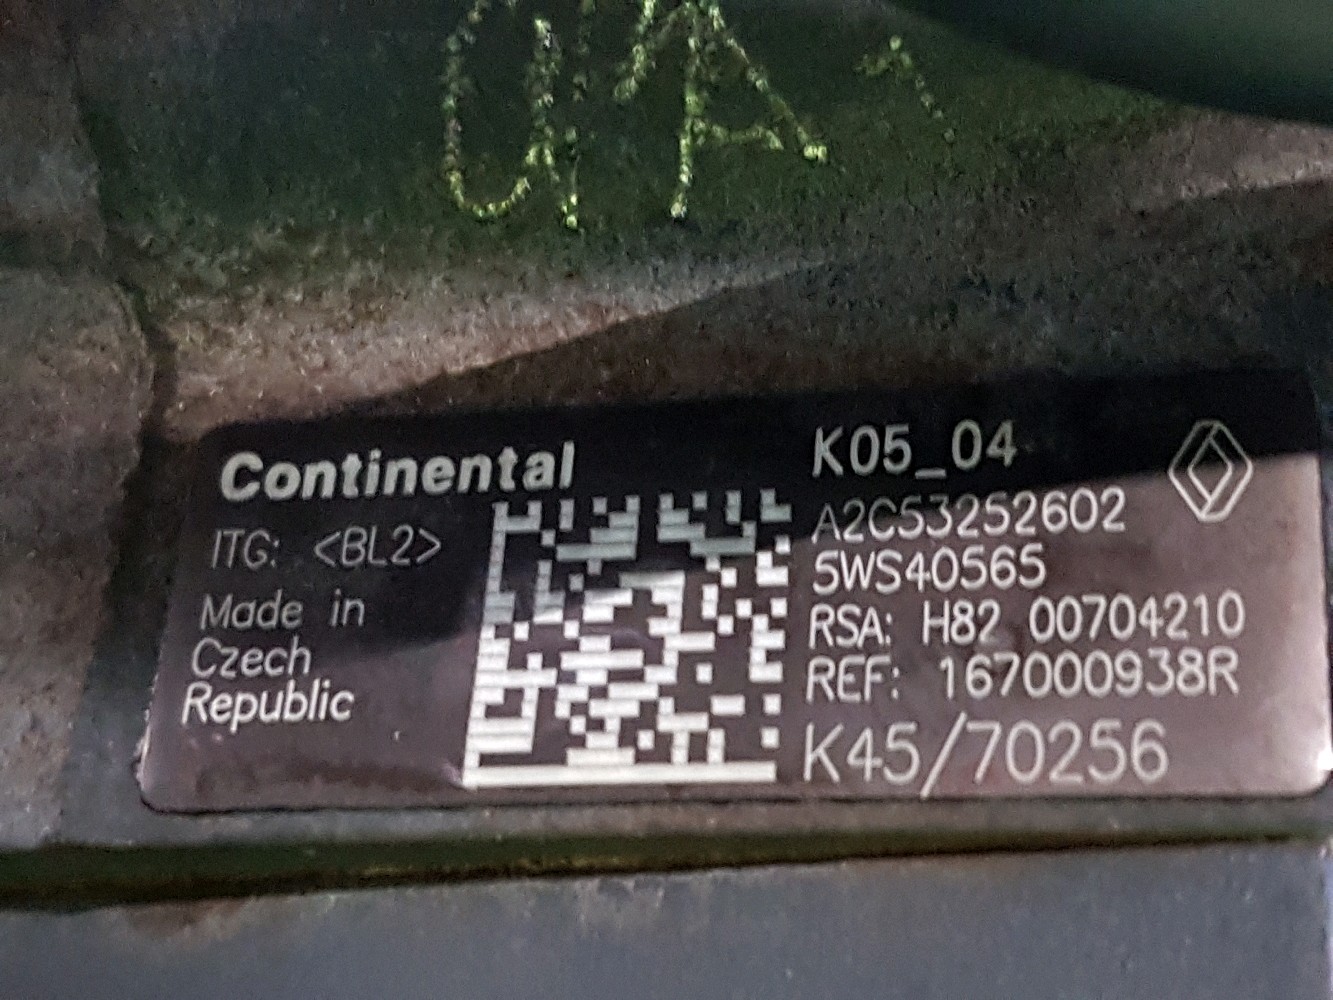 Continental
ITG: <BL2>
Made in
Czech
Republic
K05_04
A2C53252602
5WS40565
RSA: H82 00704210
REF: 167000938R
K45/70256